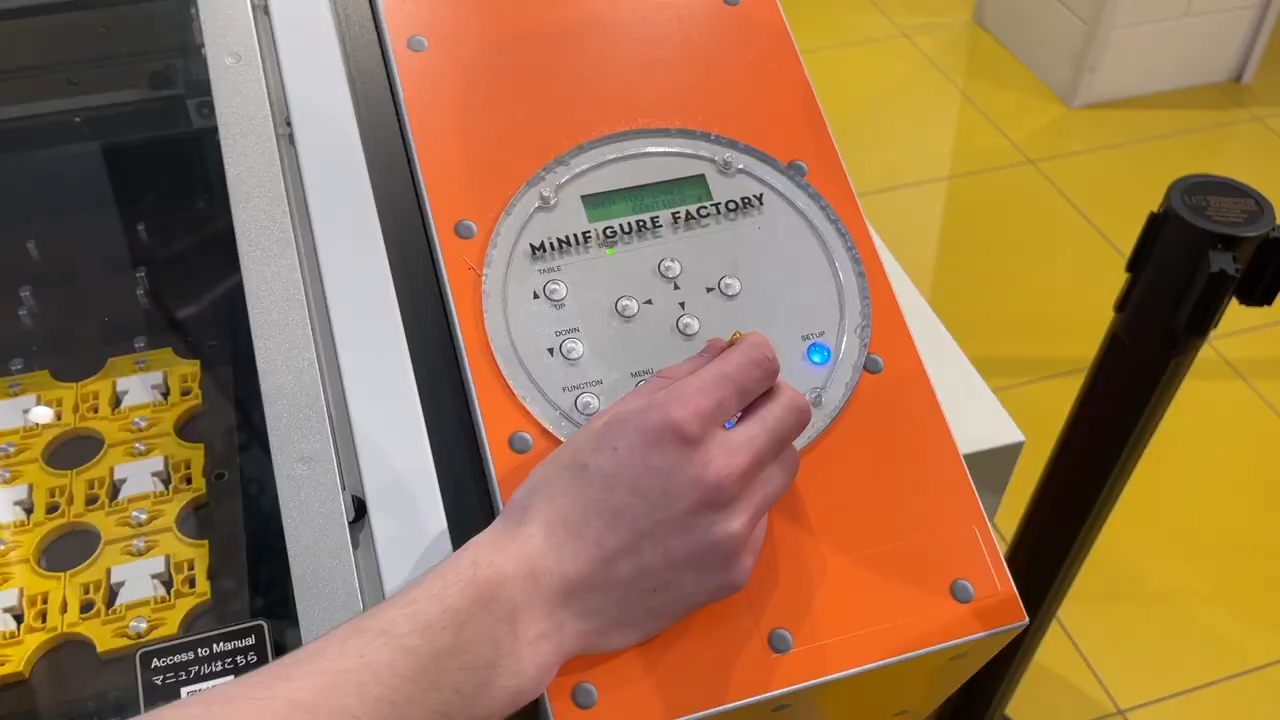 MiNIFiGURE FACTORY
TABLE
UP
DOWN
SETUP
MENU
FUNCTION
Access to Manual
マニュアルはこちら